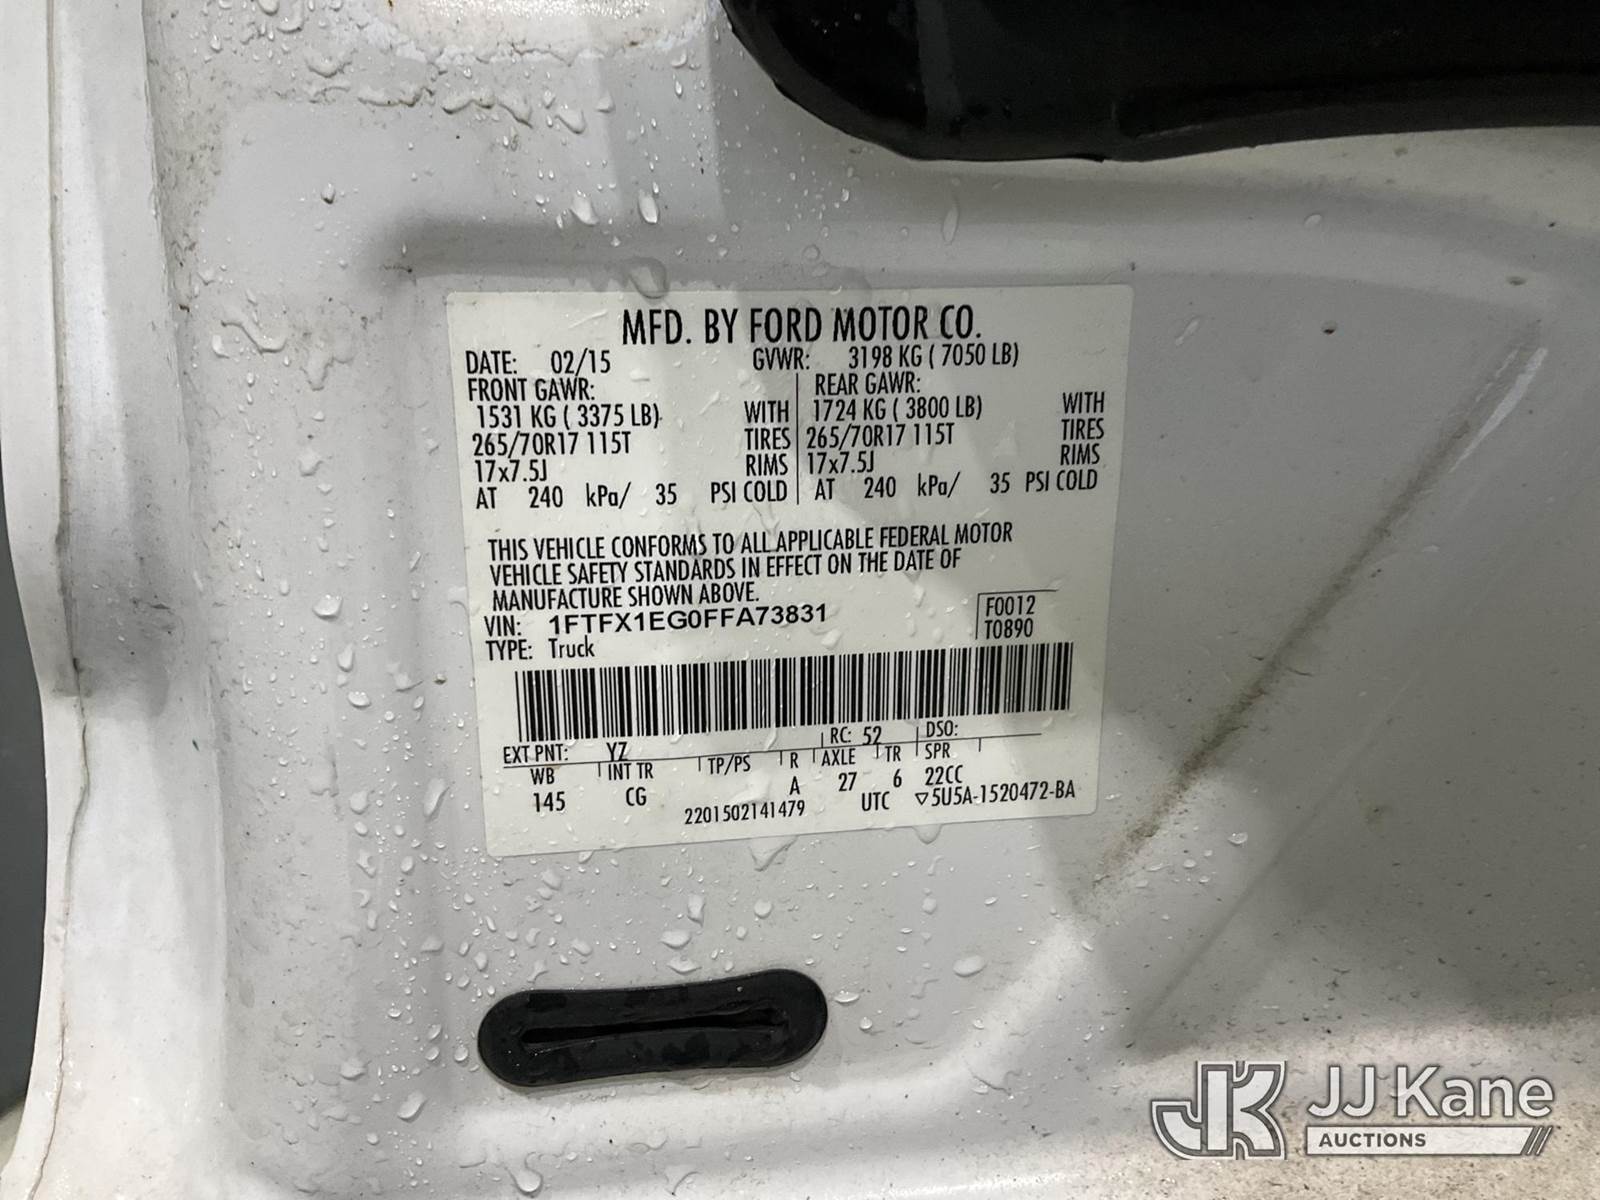 MFD. BY FORD MOTOR CO.
DATE: 02/15 GVWR: 3198 KG ( 7050 LB)
FRONT GAWR: REAR GAWR:
1531 KG ( 3375 LB) WITH 1724 KG ( 3800 LB) WITH
265/70R17 115T TIRES 265/70R17 115T TIRES
17x7.5J RIMS 17x7.5J RIMS
AT 240 kPa/ 35 PSI COLD AT 240 kPa/ 35 PSI COLD
THIS VEHICLE CONFORMS TO ALL APPLICABLE FEDERAL MOTOR
VEHICLE SAFETY STANDARDS IN EFFECT ON THE DATE OF
MANUFACTURE SHOWN ABOVE.
VIN: 1FTFX1EG0FFA73831 F0012
TYPE: Truck T0890
EXT PNT: YZ RC: 52 DSO:
WB INT TR TP/PS R AXLE TR SPR
145 CG A 27 6 22CC
2201502141479 UTC ▽5U5A-1520472-BA
JK JJ Kane
AUCTIONS